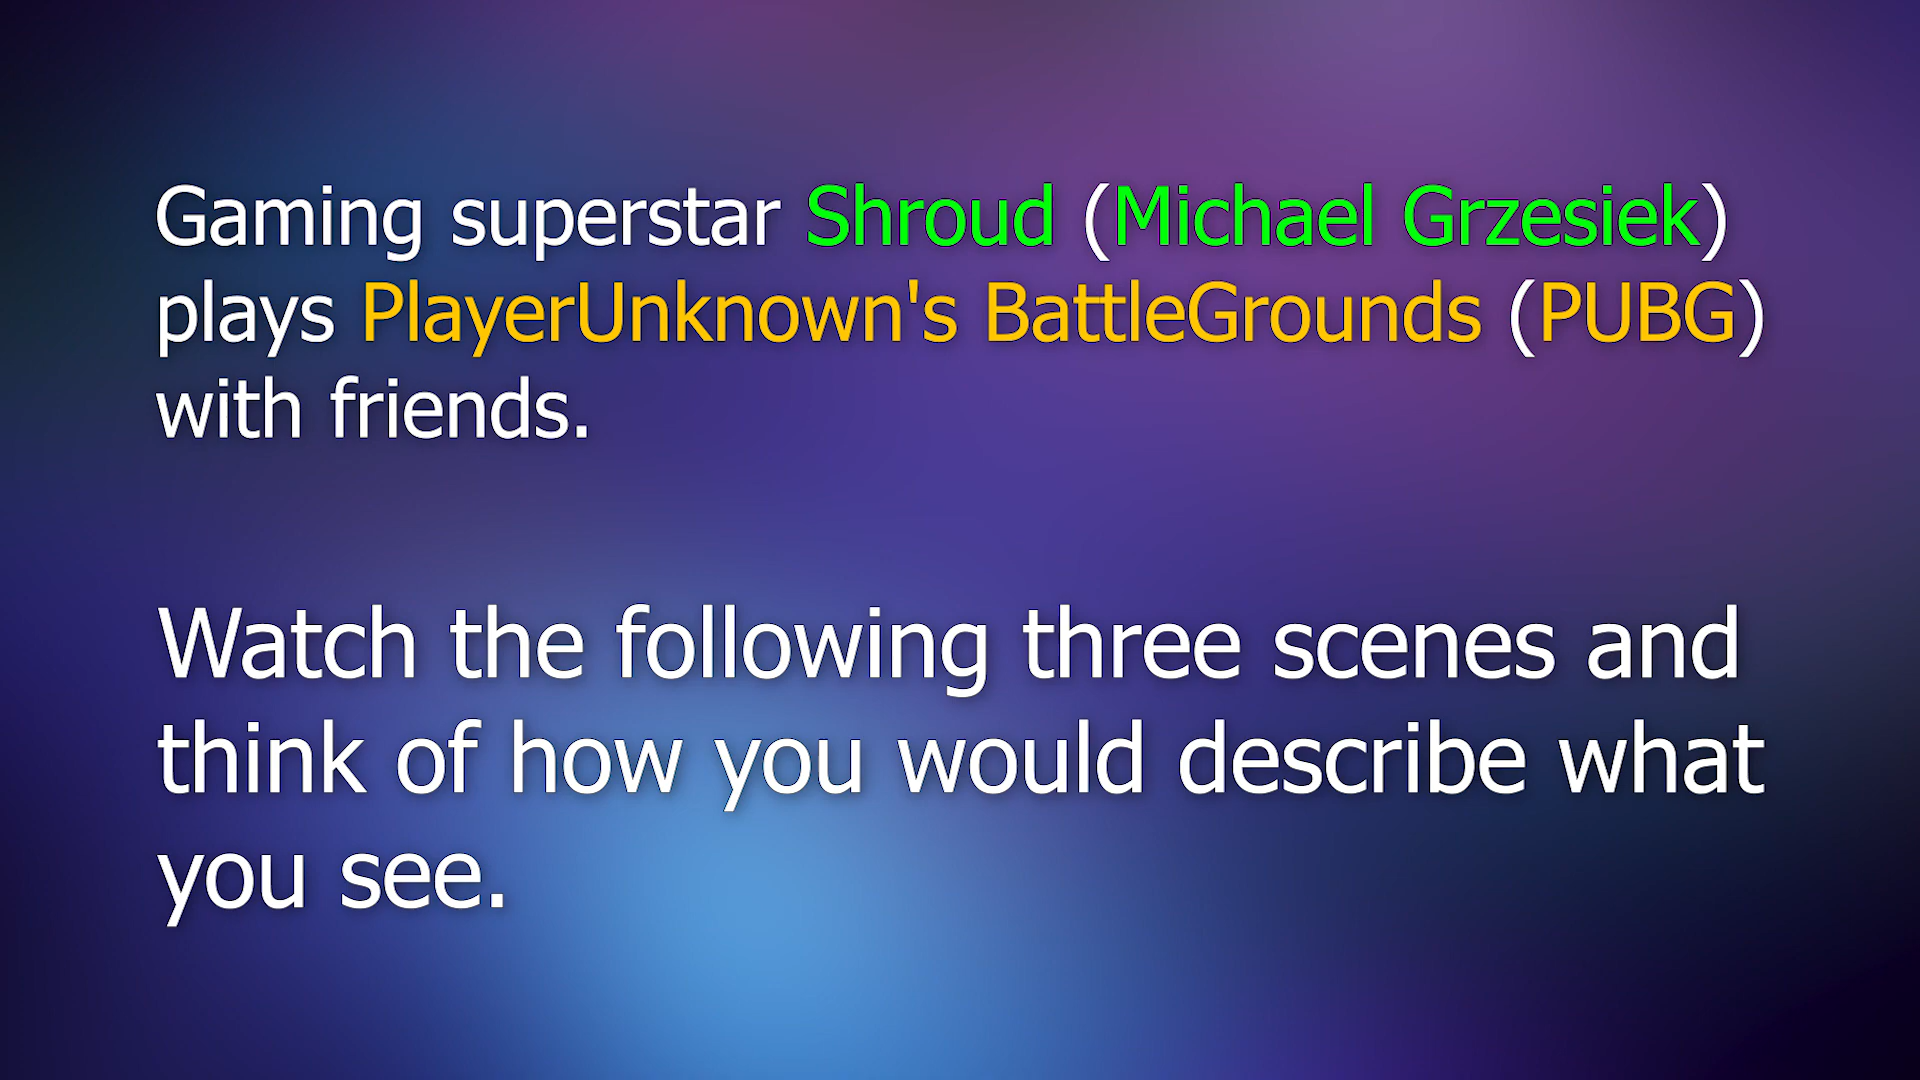 Gaming superstar Shroud (Michael Grzesiek)
plays PlayerUnknown's BattleGrounds (PUBG)
with friends.
Watch the following three scenes and
think of how you would describe what
you see.